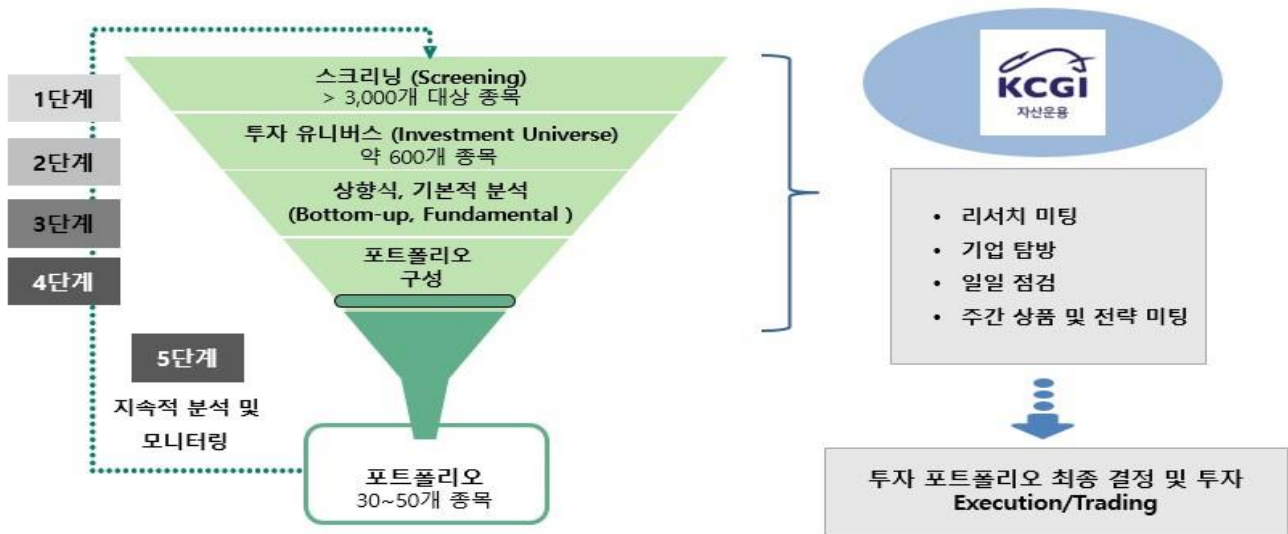 1단계
스크리닝 (Screening)
> 3,000개 대상 종목
2단계
투자 유니버스 (Investment Universe)
약 600개 종목
3단계
상향식, 기본적 분석
(Bottom-up, Fundamental )
4단계
포트폴리오
구성
5단계
지속적 분석 및
모니터링
포트폴리오
30~50개 종목
KCGI
자산운용
• 리서치 미팅
• 기업 탐방
• 일일 점검
• 주간 상품 및 전략 미팅
투자 포트폴리오 최종 결정 및 투자
Execution/Trading